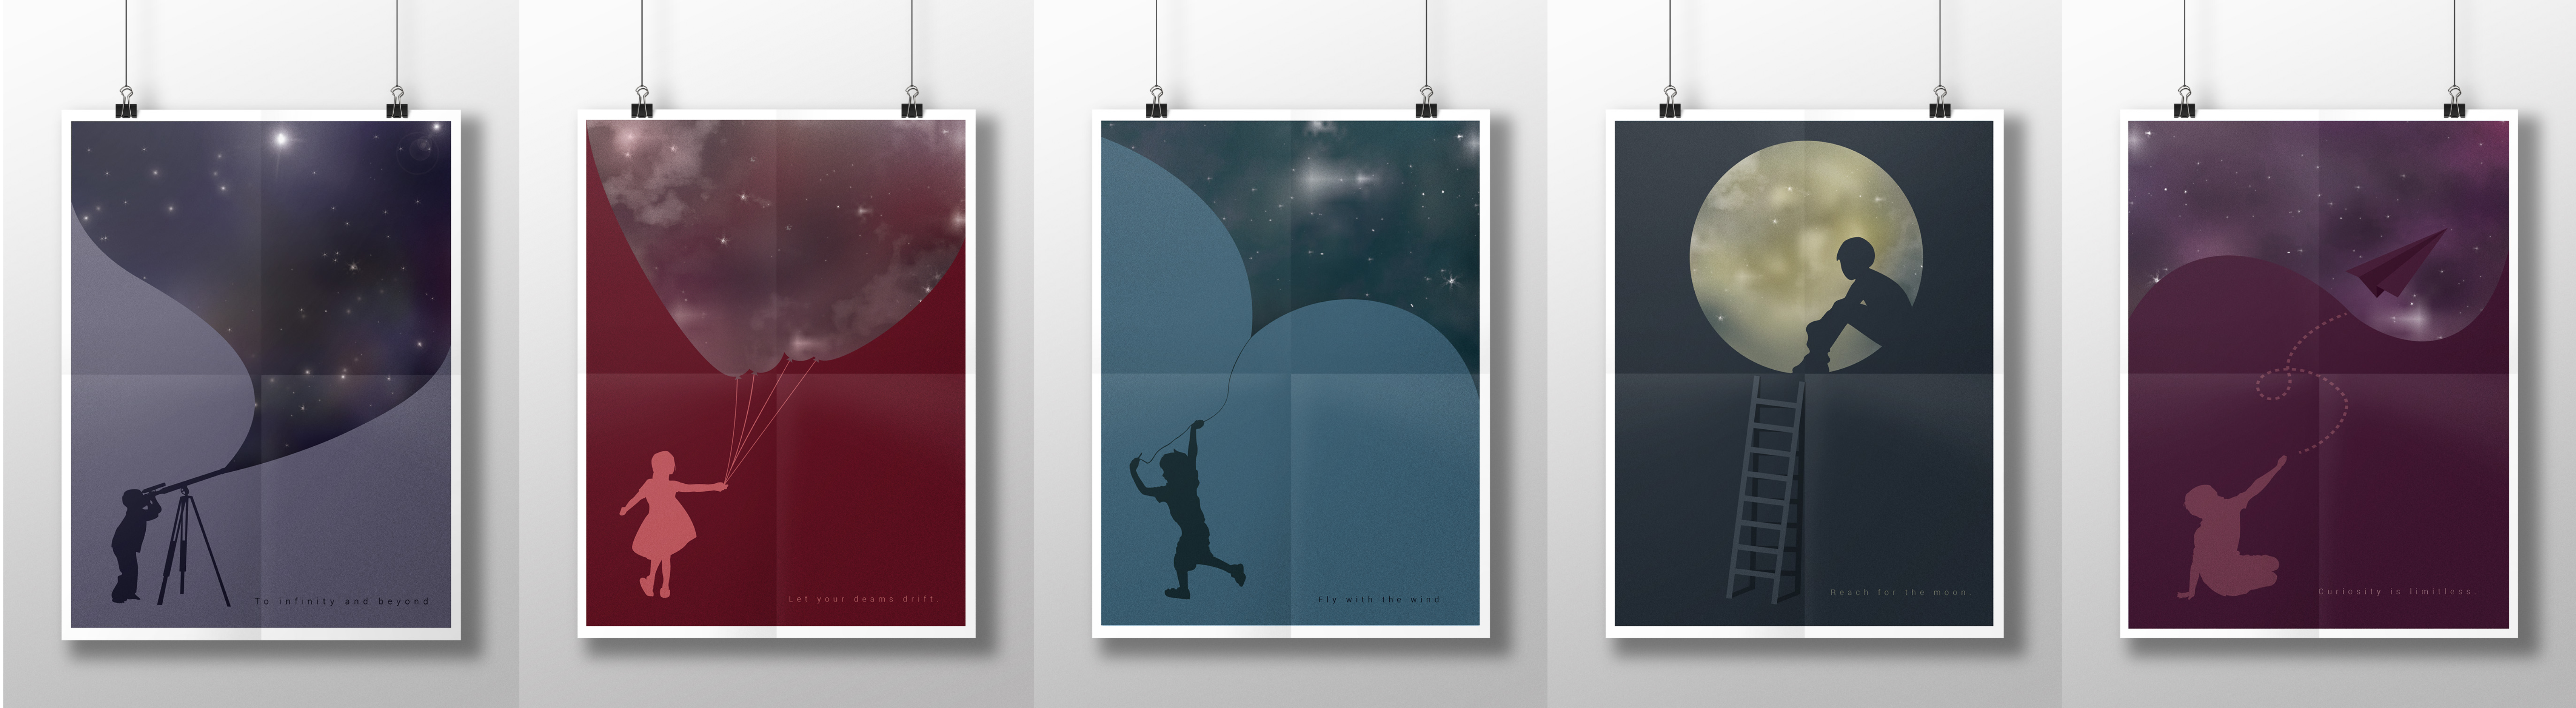 To infinity and beyond.
Let your deams drift.
Fly with the wind
Reach for the moon.
Curiosity is limitless.